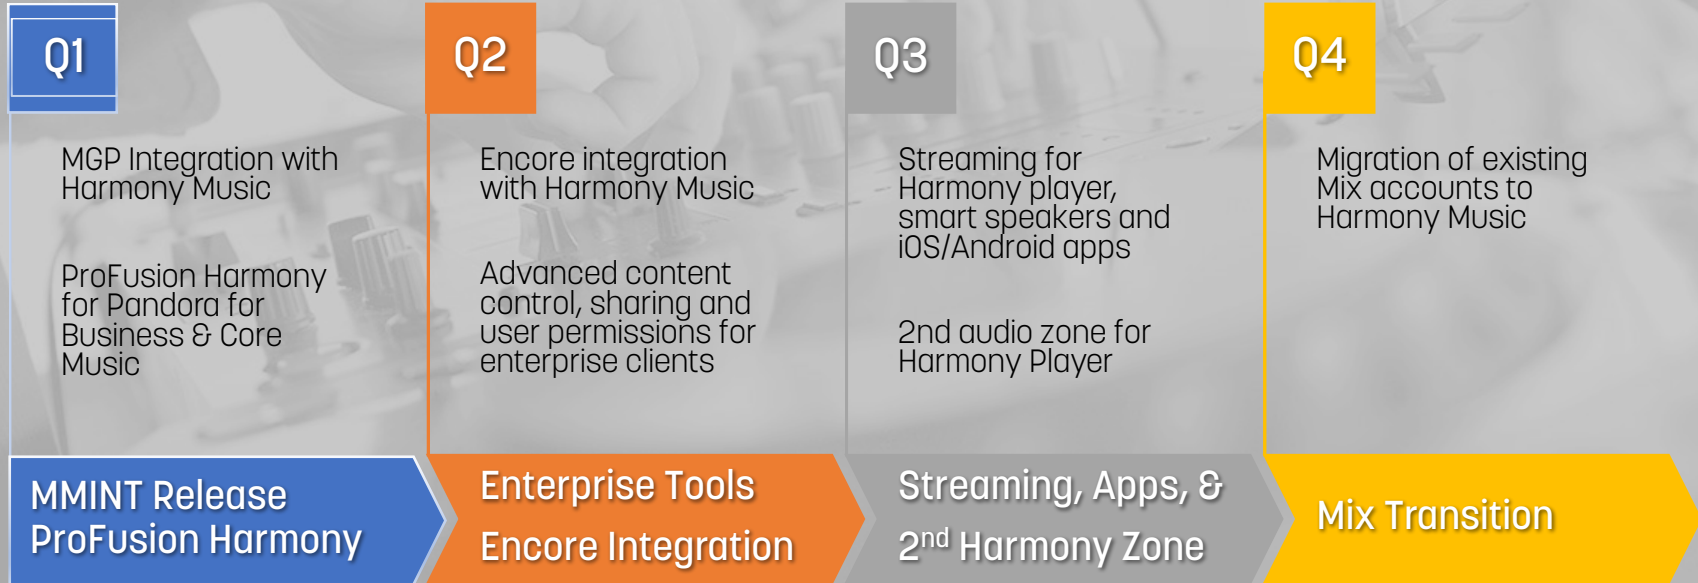 Q1
MGP Integration with
Harmony Music
ProFusion Harmony
for Pandora for
Business & Core
Music
MMINT Release
ProFusion Harmony
Q2
Encore integration
with Harmony Music
Advanced content
control, sharing and
user permissions for
enterprise clients
Enterprise Tools
Encore Integration
Q3
Streaming for
Harmony player,
smart speakers and
iOS/Android apps
2nd audio zone for
Harmony Player
Streaming, Apps, &
2nd Harmony Zone
Q4
Migration of existing
Mix accounts to
Harmony Music
Mix Transition